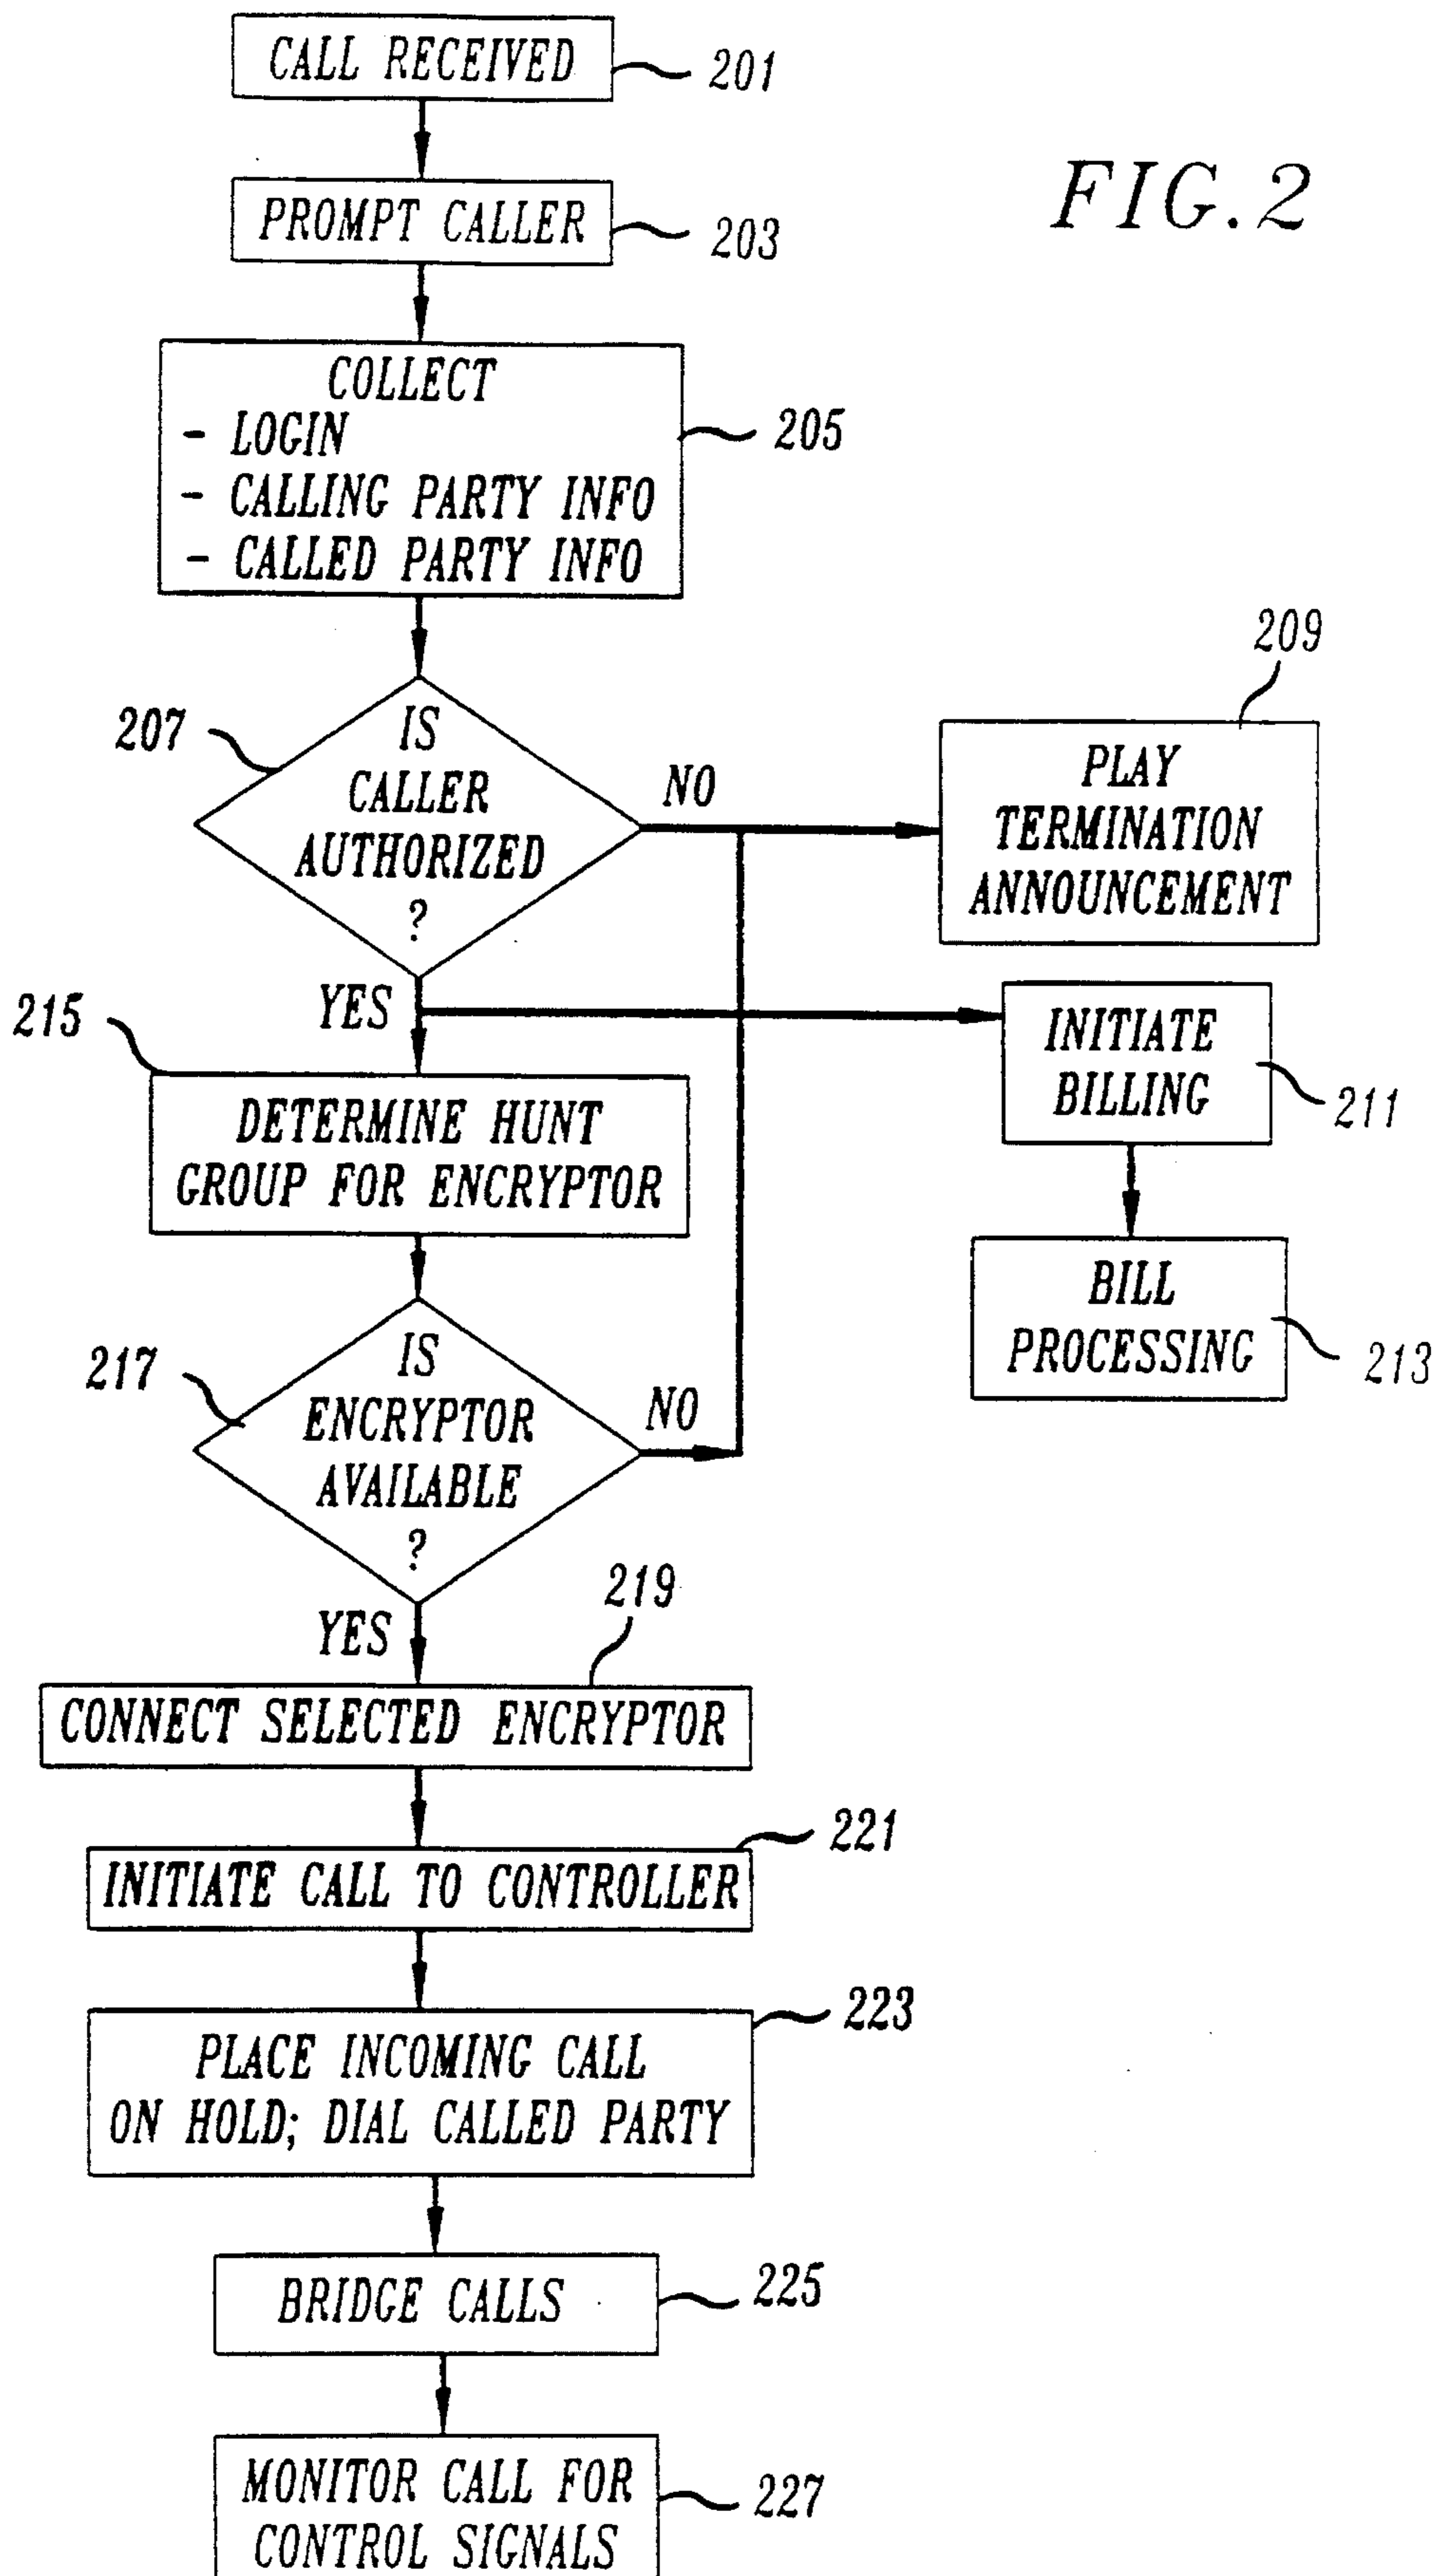 CALL RECEIVED
201
FIG. 2
PROMPT CALLER
203
COLLECT
- LOGIN
- CALLING PARTY INFO
- CALLED PARTY INFO
205
207
IS
CALLER
AUTHORIZED
?
NO
209
PLAY
TERMINATION
ANNOUNCEMENT
YES
215
INITIATE
BILLING
211
DETERMINE HUNT
GROUP FOR ENCRYPTOR
BILL
PROCESSING
213
217
IS
ENCRYPTOR
AVAILABLE
?
NO
YES
219
CONNECT SELECTED ENCRYPTOR
221
INITIATE CALL TO CONTROLLER
223
PLACE INCOMING CALL
ON HOLD; DIAL CALLED PARTY
BRIDGE CALLS
225
MONITOR CALL FOR
CONTROL SIGNALS
227